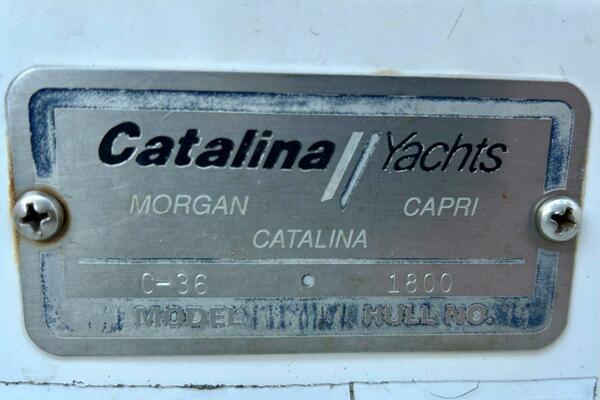 Catalina Yachts
MORGAN CAPRI
CATALINA
C-36 1800
MODEL HULL NO.